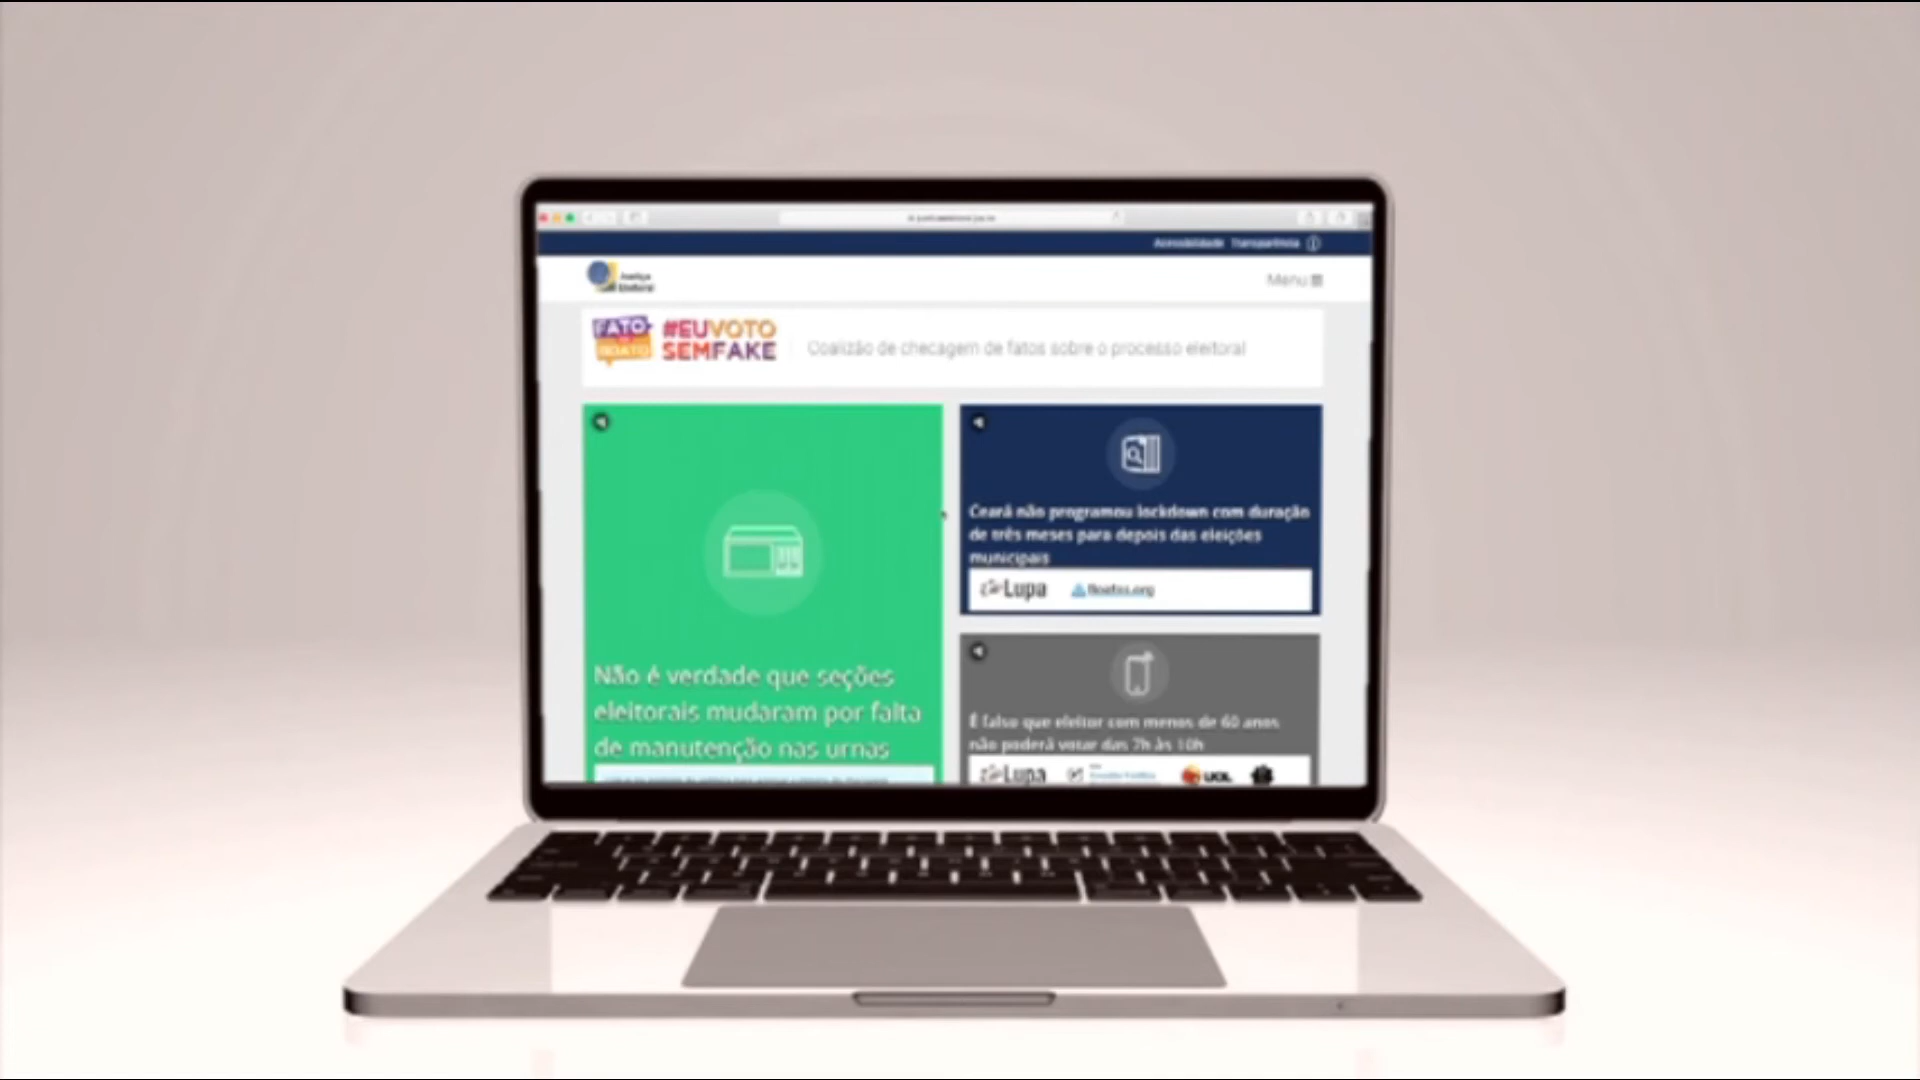 Acessibilidade Transparência
Justiça
Eleitoral
Menu
FATO
OU
BOATO
#EUVOTO
SEMFAKE
Coalizão de checagem de fatos sobre o processo eleitoral
Não é verdade que seções
eleitorais mudaram por falta
de manutenção nas urnas
Ceará não programou lockdown com duração
de três meses para depois das eleições
municipais
Lupa Boatos.org
É falso que eleitor com menos de 60 anos
não poderá votar das 7h às 10h
Lupa UOL